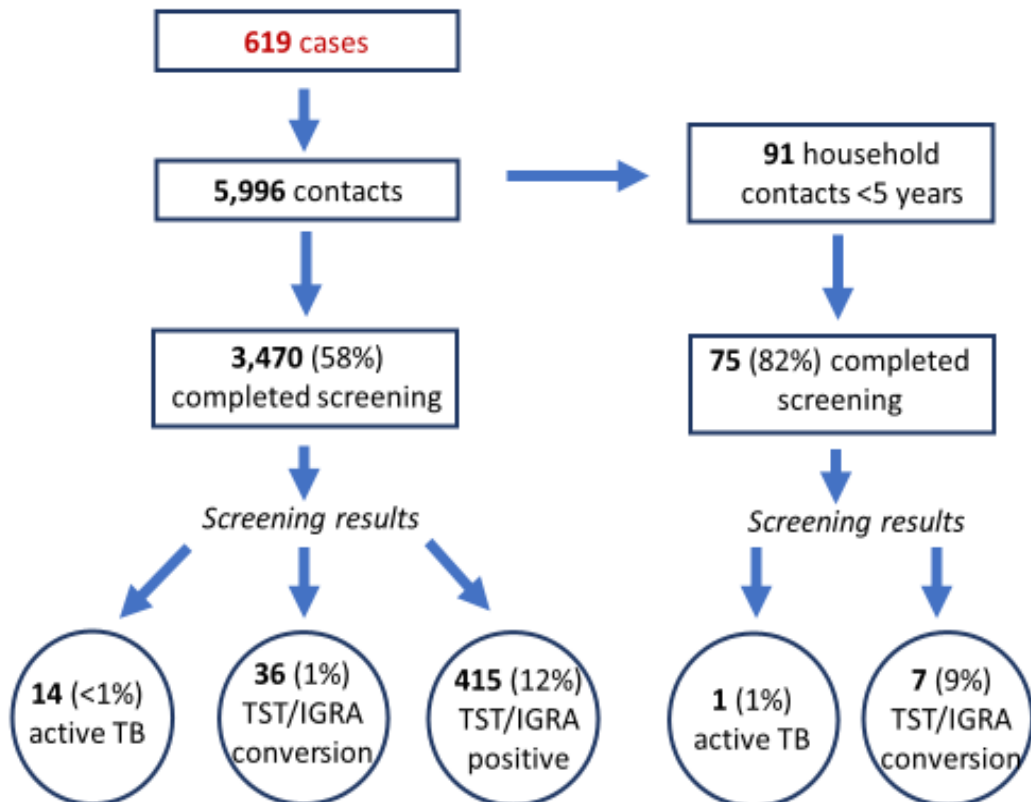 619 cases
5,996 contacts
91 household
contacts <5 years
3,470 (58%)
completed screening
75 (82%) completed
screening
Screening results
Screening results
14 (<1%)
active TB
36 (1%)
TST/IGRA
conversion
415 (12%)
TST/IGRA
positive
1 (1%)
active TB
7 (9%)
TST/IGRA
conversion